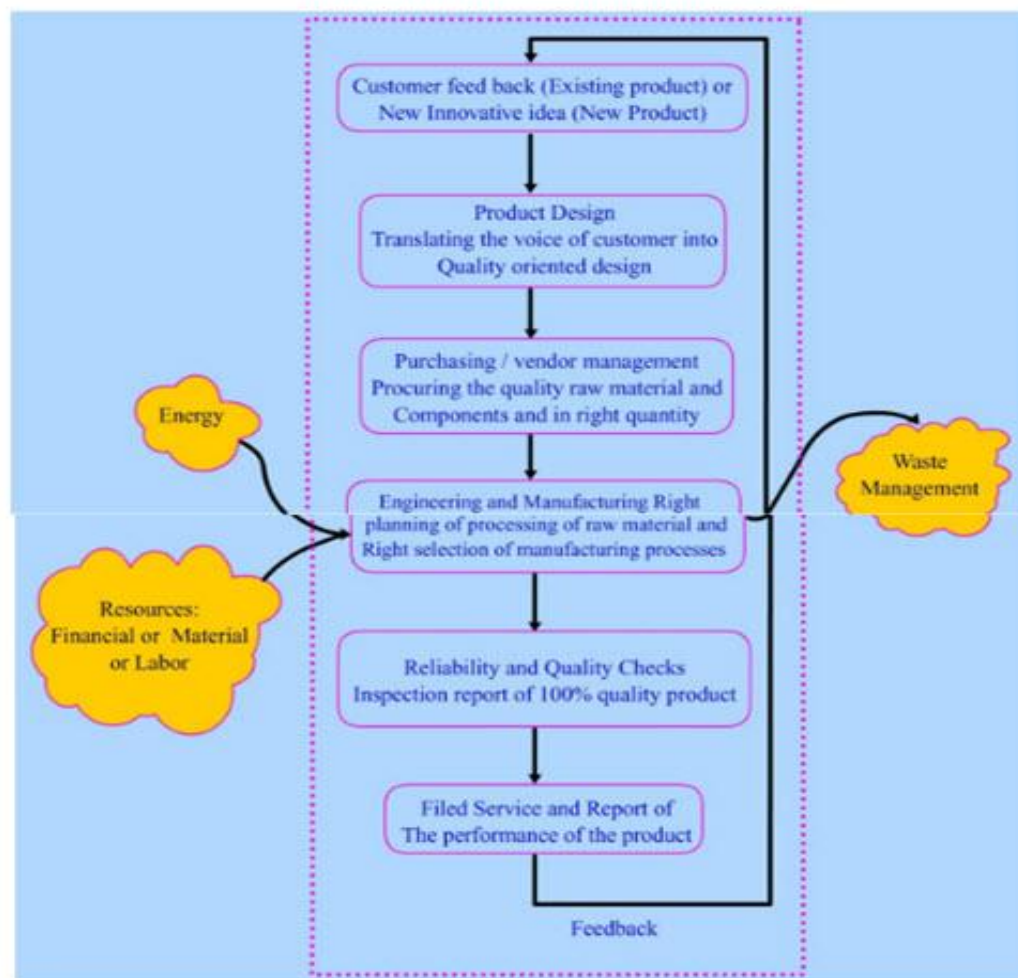 Customer feed back (Existing product) or
New Innovative idea (New Product)
Product Design
Translating the voice of customer into
Quality oriented design
Purchasing / vendor management
Procuring the quality raw material and
Components and in right quantity
Energy
Waste
Management
Engineering and Manufacturing Right
planning of processing of raw material and
Right selection of manufacturing processes
Resources:
Financial or Material
or Labor
Reliability and Quality Checks
Inspection report of 100% quality product
Filed Service and Report of
The performance of the product
Feedback